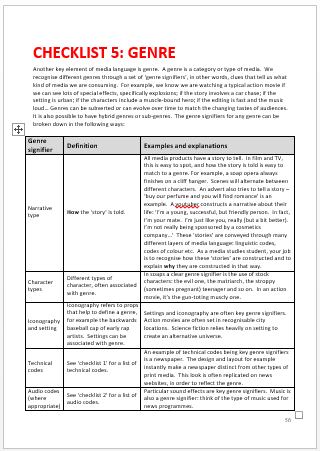 CHECKLIST 5: GENRE
Another key element of media language is genre. A genre is a category or type of media. We
recognise different genres through a set of 'genre signifiers', in other words, clues that tell us what
kind of media we are consuming. For example, we know we are watching a typical action movie if
we can see lots of special effects, specifically explosions; if the story involves a car chase; if the
setting is urban; if the characters include a muscle-bound hero; if the editing is fast and the music
loud... Genres can be subverted or can evolve over time to match the changing tastes of audiences.
It is also possible to have hybrid genres or sub-genres. The genre signifiers for any genre can be
broken down in the following ways:
Genre
signifier
Definition
Examples and explanations
Narrative
type
How the 'story' is told.
All media products have a story to tell. In film and TV,
this is easy to spot, and how the story is told is easy to
match to a genre. For example, a soap opera always
finishes on a cliff hanger. Scenes will alternate between
different characters. An advert also tries to tell a story –
'buy our perfume and you will find romance' is an
example. A youtuber constructs a narrative about their
life: 'I'm a young, successful, but friendly person. In fact,
I'm just like you, really (but a bit better).
I'm not really being sponsored by a cosmetics
company...' These 'stories' are conveyed through many
different layers of media language: linguistic codes,
codes of colour etc. As a media studies student, your job
is to recognise how these 'stories' are constructed and to
explain why they are constructed in that way.
Character
types
Different types of
character, often associated
with genre.
In soaps a clear genre signifier is the use of stock
characters: the evil one, the matriarch, the stroppy
(sometimes pregnant) teenager and so on. In an action
movie, it's the gun-toting muscly one.
Iconography
and setting
Iconography refers to props
that help to define a genre,
for example the backwards
baseball cap of early rap
artists. Settings can be
associated with genre.
Settings and iconography are often key genre signifiers.
Action movies are often set in recognisable city
locations. Science fiction relies heavily on setting to
create an alternative universe.
Technical
codes
See 'checklist 1' for a list of
technical codes.
An example of technical codes being key genre signifiers
is a newspaper. The design and layout for example
instantly make a newspaper distinct from other types of
print media. This look is often replicated on news
websites, in order to reflect the genre.
Audio codes
(where
appropriate)
See 'checklist 2' for a list of
audio codes.
Particular sound effects are key genre signifiers. Music is
also a genre signifier: think of the type of music used for
news programmes.
56